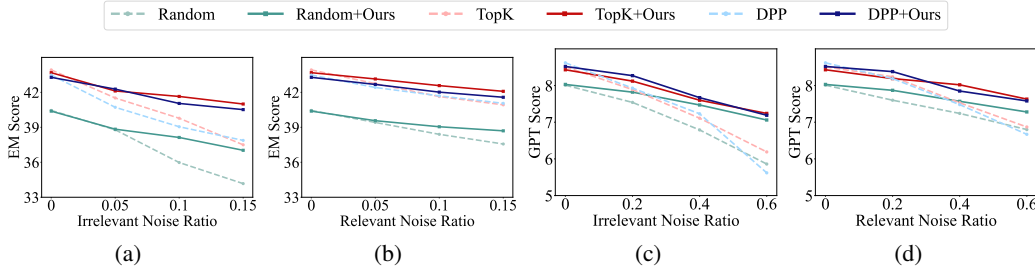 Random Random+Ours TopK TopK+Ours DPP DPP+Ours
EM Score
42
39
36
33
0 0.05 0.1 0.15
Irrelevant Noise Ratio
(a)
EM Score
42
39
36
33
0 0.05 0.1 0.15
Relevant Noise Ratio
(b)
GPT Score
8
7
6
5
0 0.2 0.4 0.6
Irrelevant Noise Ratio
(c)
GPT Score
8
7
6
5
0 0.2 0.4 0.6
Relevant Noise Ratio
(d)